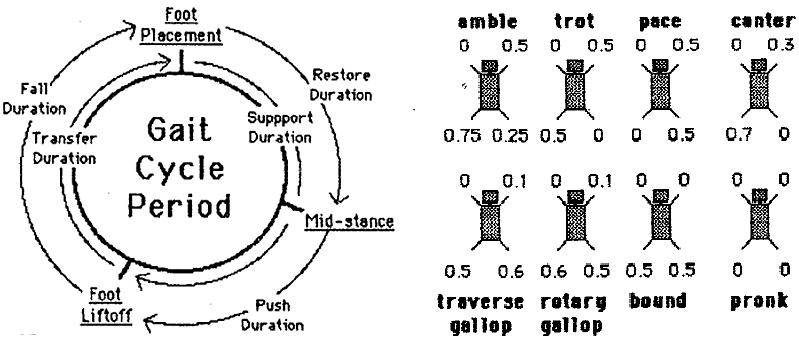 Foot
Placement
Restore
Duration
Fall
Duration
Transfer
Duration
Suppport
Duration
Gait
Cycle
Period
Mid-stance
Foot
Liftoff
Push
Duration
amble trot pace canter
0 0.5 0 0.5 0 0.5 0 0.3
0.75 0.25 0.5 0 0 0.5 0.7 0
0 0.1 0 0.1 0 0 0 0
0.5 0.6 0.6 0.5 0.5 0.5 0 0
traverse rotary bound pronk
gallop gallop